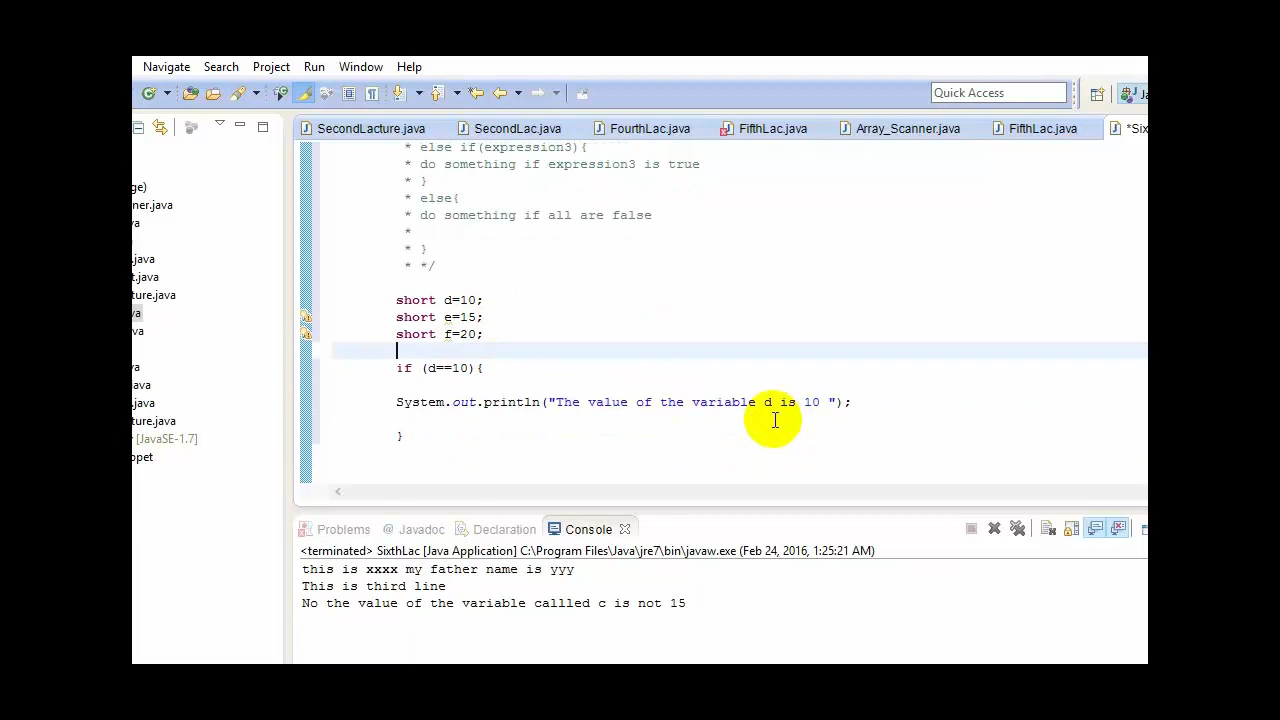 Navigate Search Project Run Window Help
Quick Access
SecondLacture.java SecondLac.java FourthLac.java FifthLac.java Array_Scanner.java FifthLac.java *Six
* else if(expression3){
* do something if expression3 is true
* }
* else{
* do something if all are false
*
* }
* */
short d=10;
short e=15;
short f=20;
if (d==10){
System.out.println("The value of the variable d is 10 ");
}
ge)
ner.java
va
.java
t.java
ture.java
va
va
va
java
.java
ture.java
[JavaSE-1.7]
ppet
Problems @ Javadoc Declaration Console
<terminated> SixthLac [Java Application] C:\Program Files\Java\jre7\bin\javaw.exe (Feb 24, 2016, 1:25:21 AM)
this is xxxx my father name is yyy
This is third line
No the value of the variable callled c is not 15